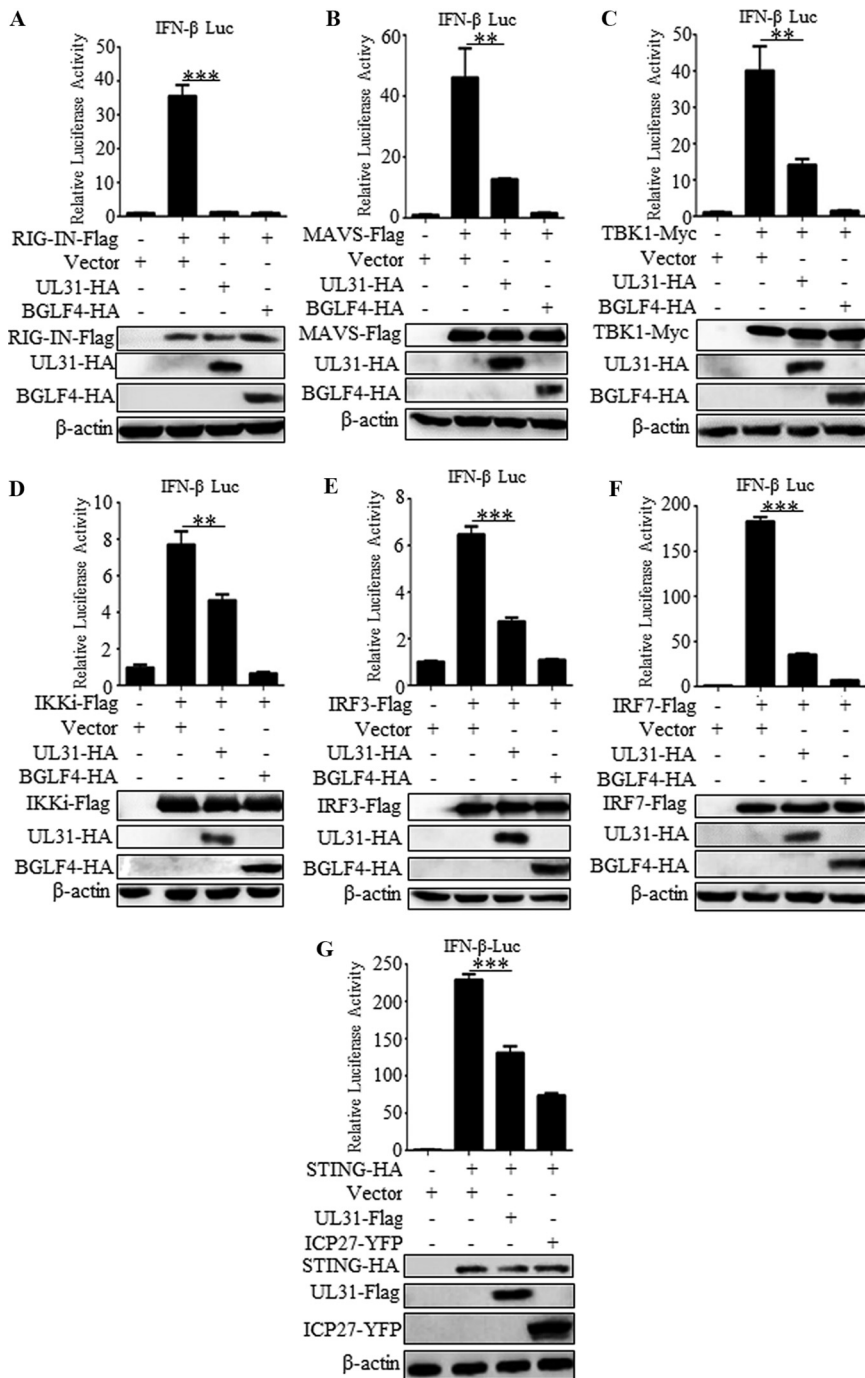 A
IFN-β Luc
Relative Luciferase Activity
50
40
30
20
10
0
***
RIG-IN-Flag - + + +
Vector + + - -
UL31-HA - - + -
BGLF4-HA - - - +
RIG-IN-Flag
UL31-HA
BGLF4-HA
β-actin
B
IFN-β Luc
Relative Luciferase Activity
60
40
20
0
**
MAVS-Flag - + + +
Vector + + - -
UL31-HA - - + -
BGLF4-HA - - - +
MAVS-Flag
UL31-HA
BGLF4-HA
β-actin
C
IFN-β Luc
Relative Luciferase Activity
50
40
30
20
10
0
**
TBK1-Myc - + + +
Vector + + - -
UL31-HA - - + -
BGLF4-HA - - - +
TBK1-Myc
UL31-HA
BGLF4-HA
β-actin
D
IFN-β Luc
Relative Luciferase Activity
10
8
6
4
2
0
**
IKKi-Flag - + + +
Vector + + - -
UL31-HA - - + -
BGLF4-HA - - - +
IKKi-Flag
UL31-HA
BGLF4-HA
β-actin
E
IFN-β Luc
Relative Luciferase Activity
8
6
4
2
0
***
IRF3-Flag - + + +
Vector + + - -
UL31-HA - - + -
BGLF4-HA - - - +
IRF3-Flag
UL31-HA
BGLF4-HA
β-actin
F
IFN-β Luc
Relative Luciferase Activity
200
150
100
50
0
***
IRF7-Flag - + + +
Vector + + - -
UL31-HA - - + -
BGLF4-HA - - - +
IRF7-Flag
UL31-HA
BGLF4-HA
β-actin
G
IFN-β-Luc
Relative Luciferase Activity
250
200
150
100
50
0
***
STING-HA - + + +
Vector + + - -
UL31-Flag - - + -
ICP27-YFP - - - +
STING-HA
UL31-Flag
ICP27-YFP
β-actin